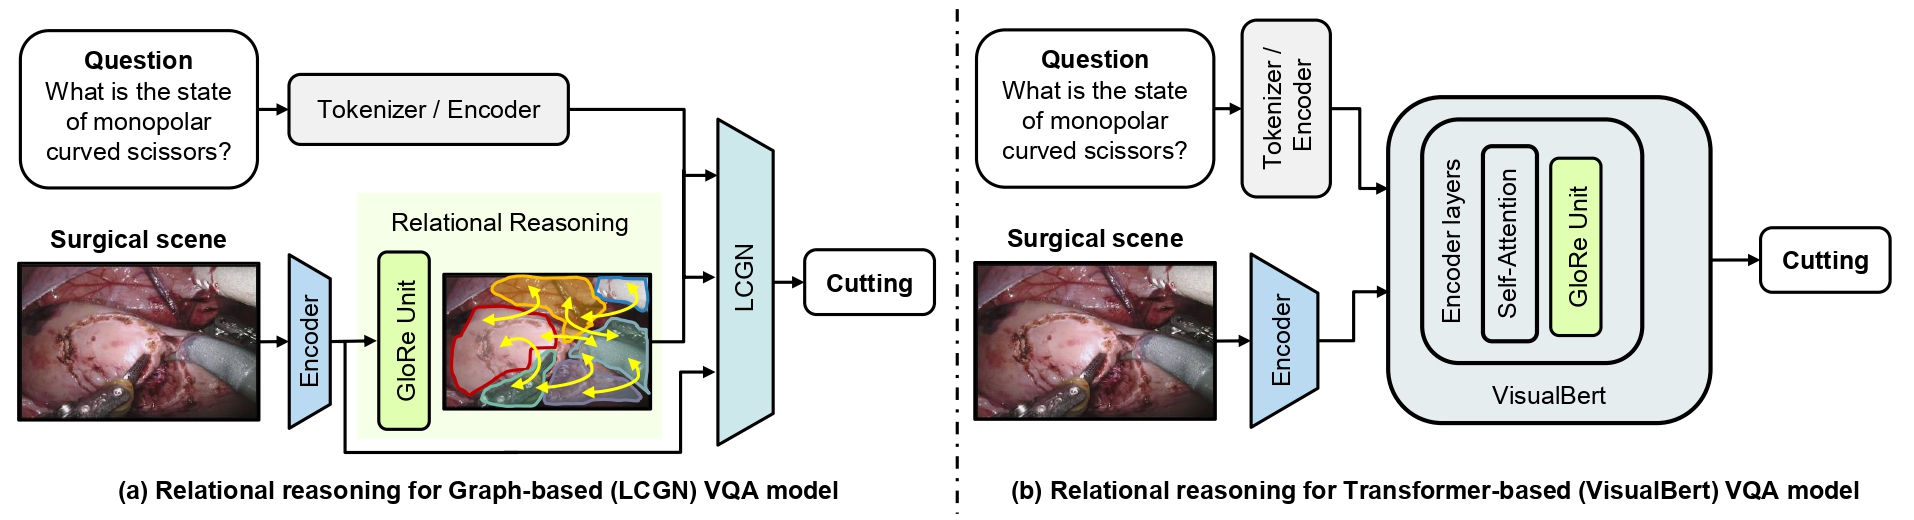 Question
What is the state
of monopolar
curved scissors?
Tokenizer / Encoder
Relational Reasoning
Surgical scene
Encoder
GloRe Unit
LCGN
Cutting
(a) Relational reasoning for Graph-based (LCGN) VQA model
Question
What is the state
of monopolar
curved scissors?
Tokenizer /
Encoder
Surgical scene
Encoder
Encoder layers
Self-Attention
GloRe Unit
VisualBert
Cutting
(b) Relational reasoning for Transformer-based (VisualBert) VQA model